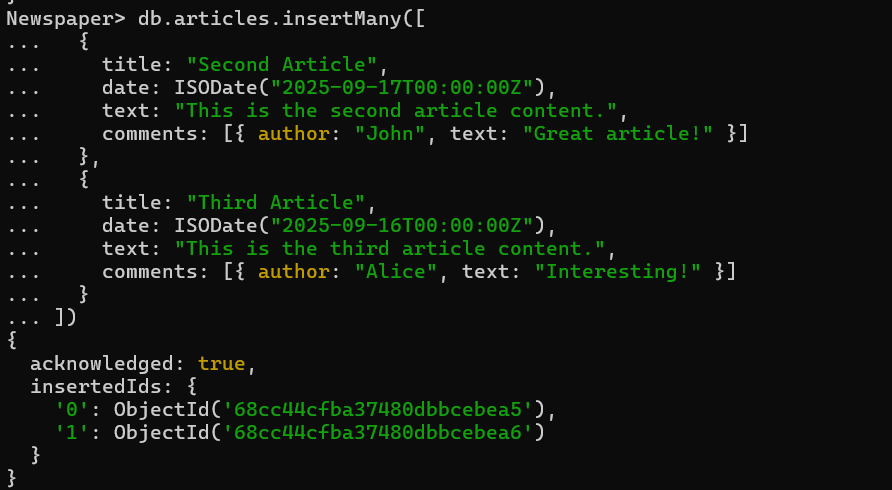 Newspaper> db.articles.insertMany([
...   {
...     title: "Second Article",
...     date: ISODate("2025-09-17T00:00:00Z"),
...     text: "This is the second article content.",
...     comments: [{ author: "John", text: "Great article!" }]
...   },
...   {
...     title: "Third Article",
...     date: ISODate("2025-09-16T00:00:00Z"),
...     text: "This is the third article content.",
...     comments: [{ author: "Alice", text: "Interesting!" }]
...   }
... ])
{
  acknowledged: true,
  insertedIds: {
    '0': ObjectId('68cc44cfba37480dbbcebea5'),
    '1': ObjectId('68cc44cfba37480dbbcebea6')
  }
}